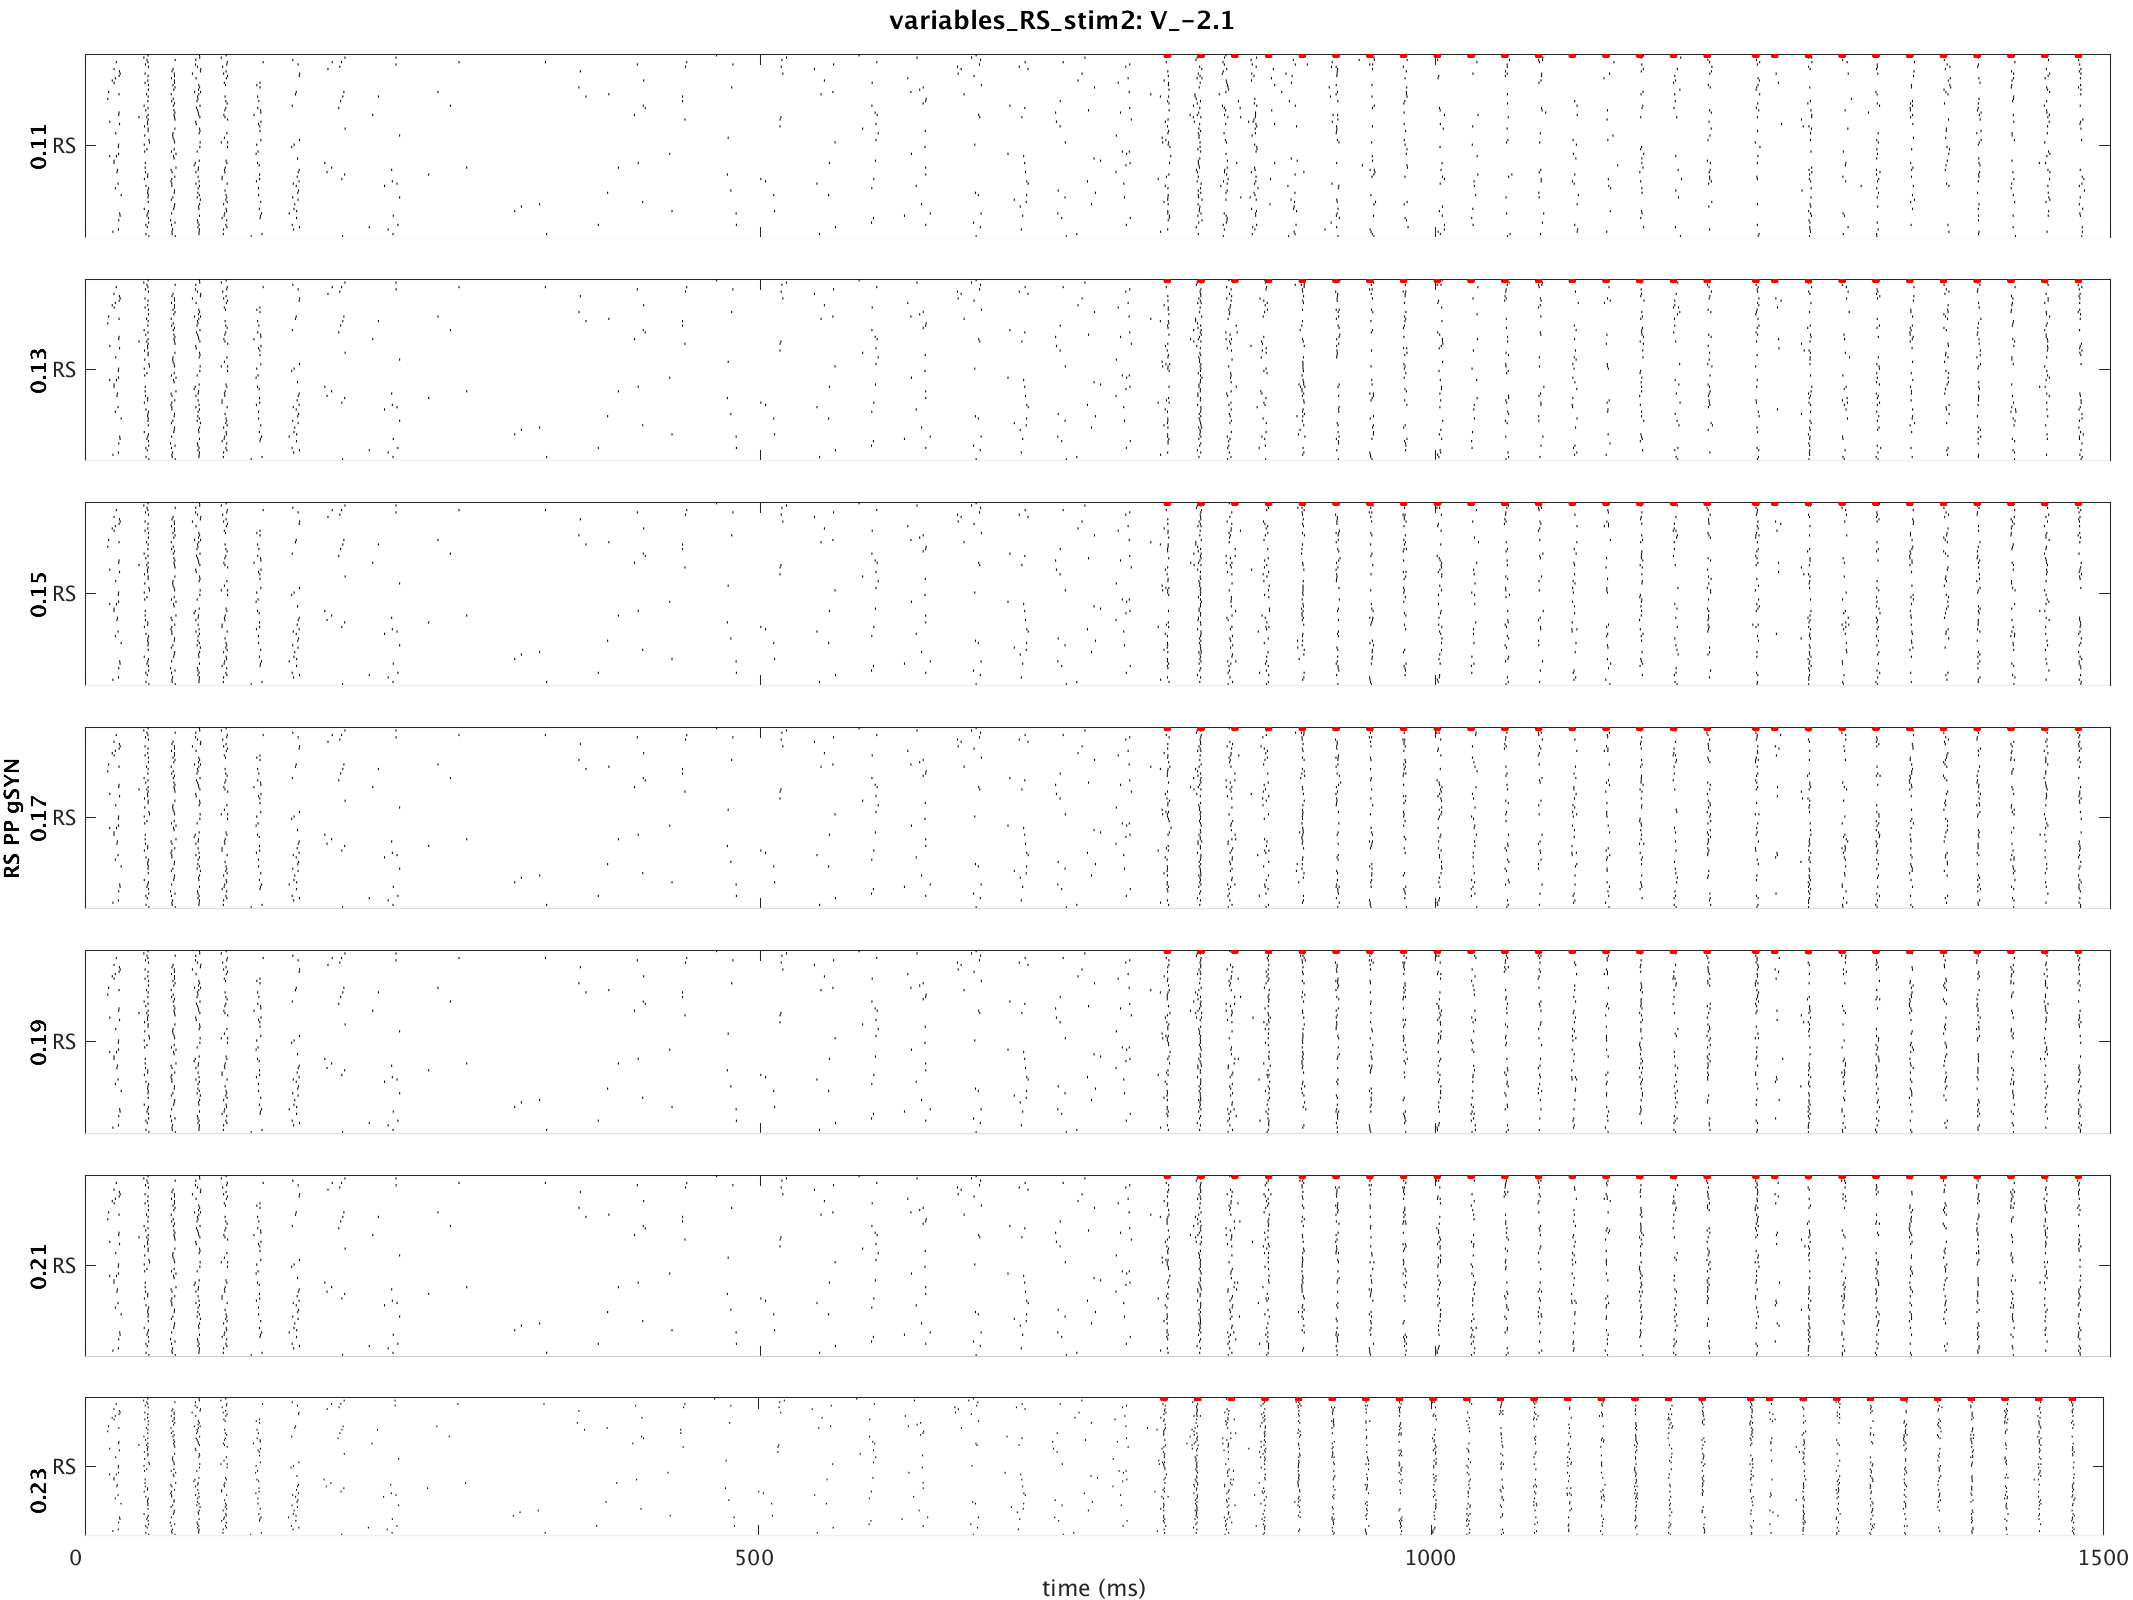 variables_RS_stim2: V_−2.1
RS PP gSYN
0.11
RS
0.13
RS
0.15
RS
0.17
RS
0.19
RS
0.21
RS
0.23
RS
0 500 1000 1500
time (ms)